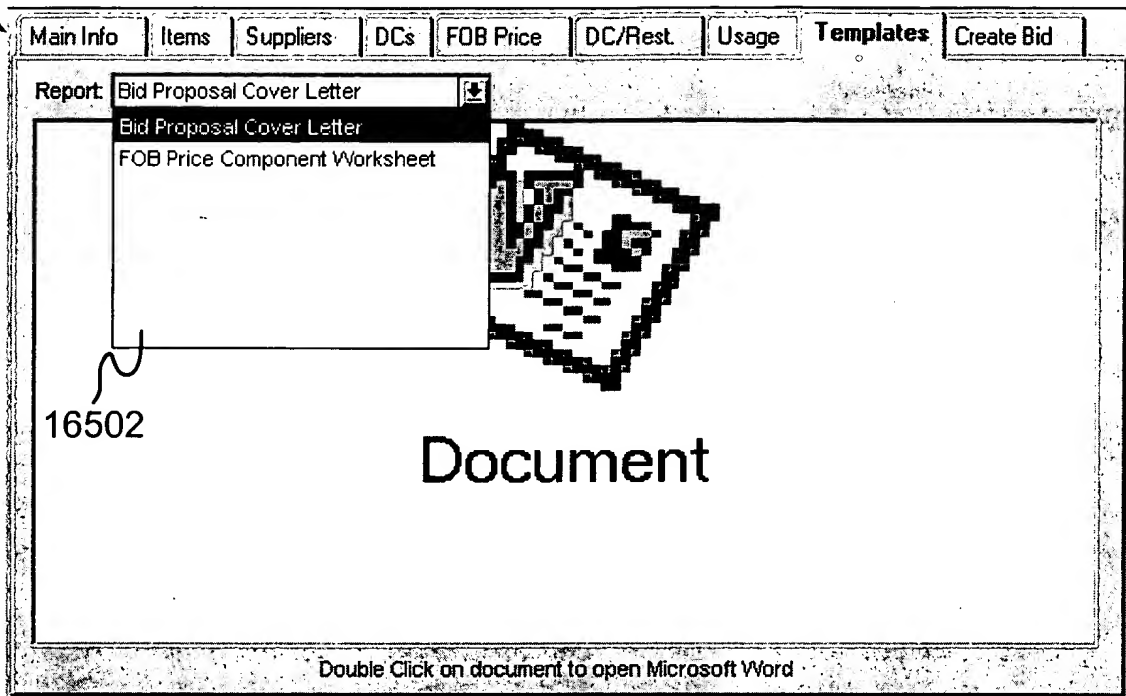 Main Info Items Suppliers DCs FOB Price DC/Rest. Usage Templates Create Bid
Report: Bid Proposal Cover Letter
Bid Proposal Cover Letter
FOB Price Component Worksheet
16502
Document
Double Click on document to open Microsoft Word